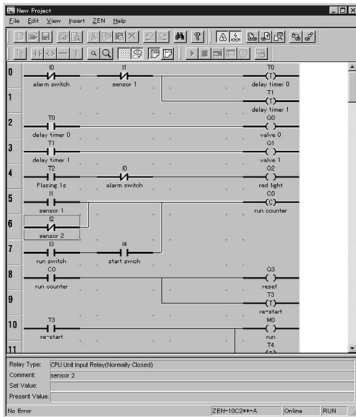 New Project
File Edit View Insert ZEN Help
0 I0 I1 T0
alarm switch sensor 1 (T) delay timer 0
1 T1
(T) delay timer 1
2 T0 Q0
delay timer 0 valve 0
3 T1 Q1
delay timer 1 valve 1
4 T2 I0 Q2
Flasing 1s alarm switch red light
5 I1 C0
sensor 1 (C) run counter
6 I2
sensor 2
7 I3 I4
run switch start swich
8 C0 Q3
run counter reset
9 T3
(T) re-start
10 T3 M0
re-start run
11 T4
Relay Type: CPU Unit Input Relay(Normally Closed)
Comment: sensor 2
Set Value:
Present Value:
No Error ZEN-10C2**-A Online RUN